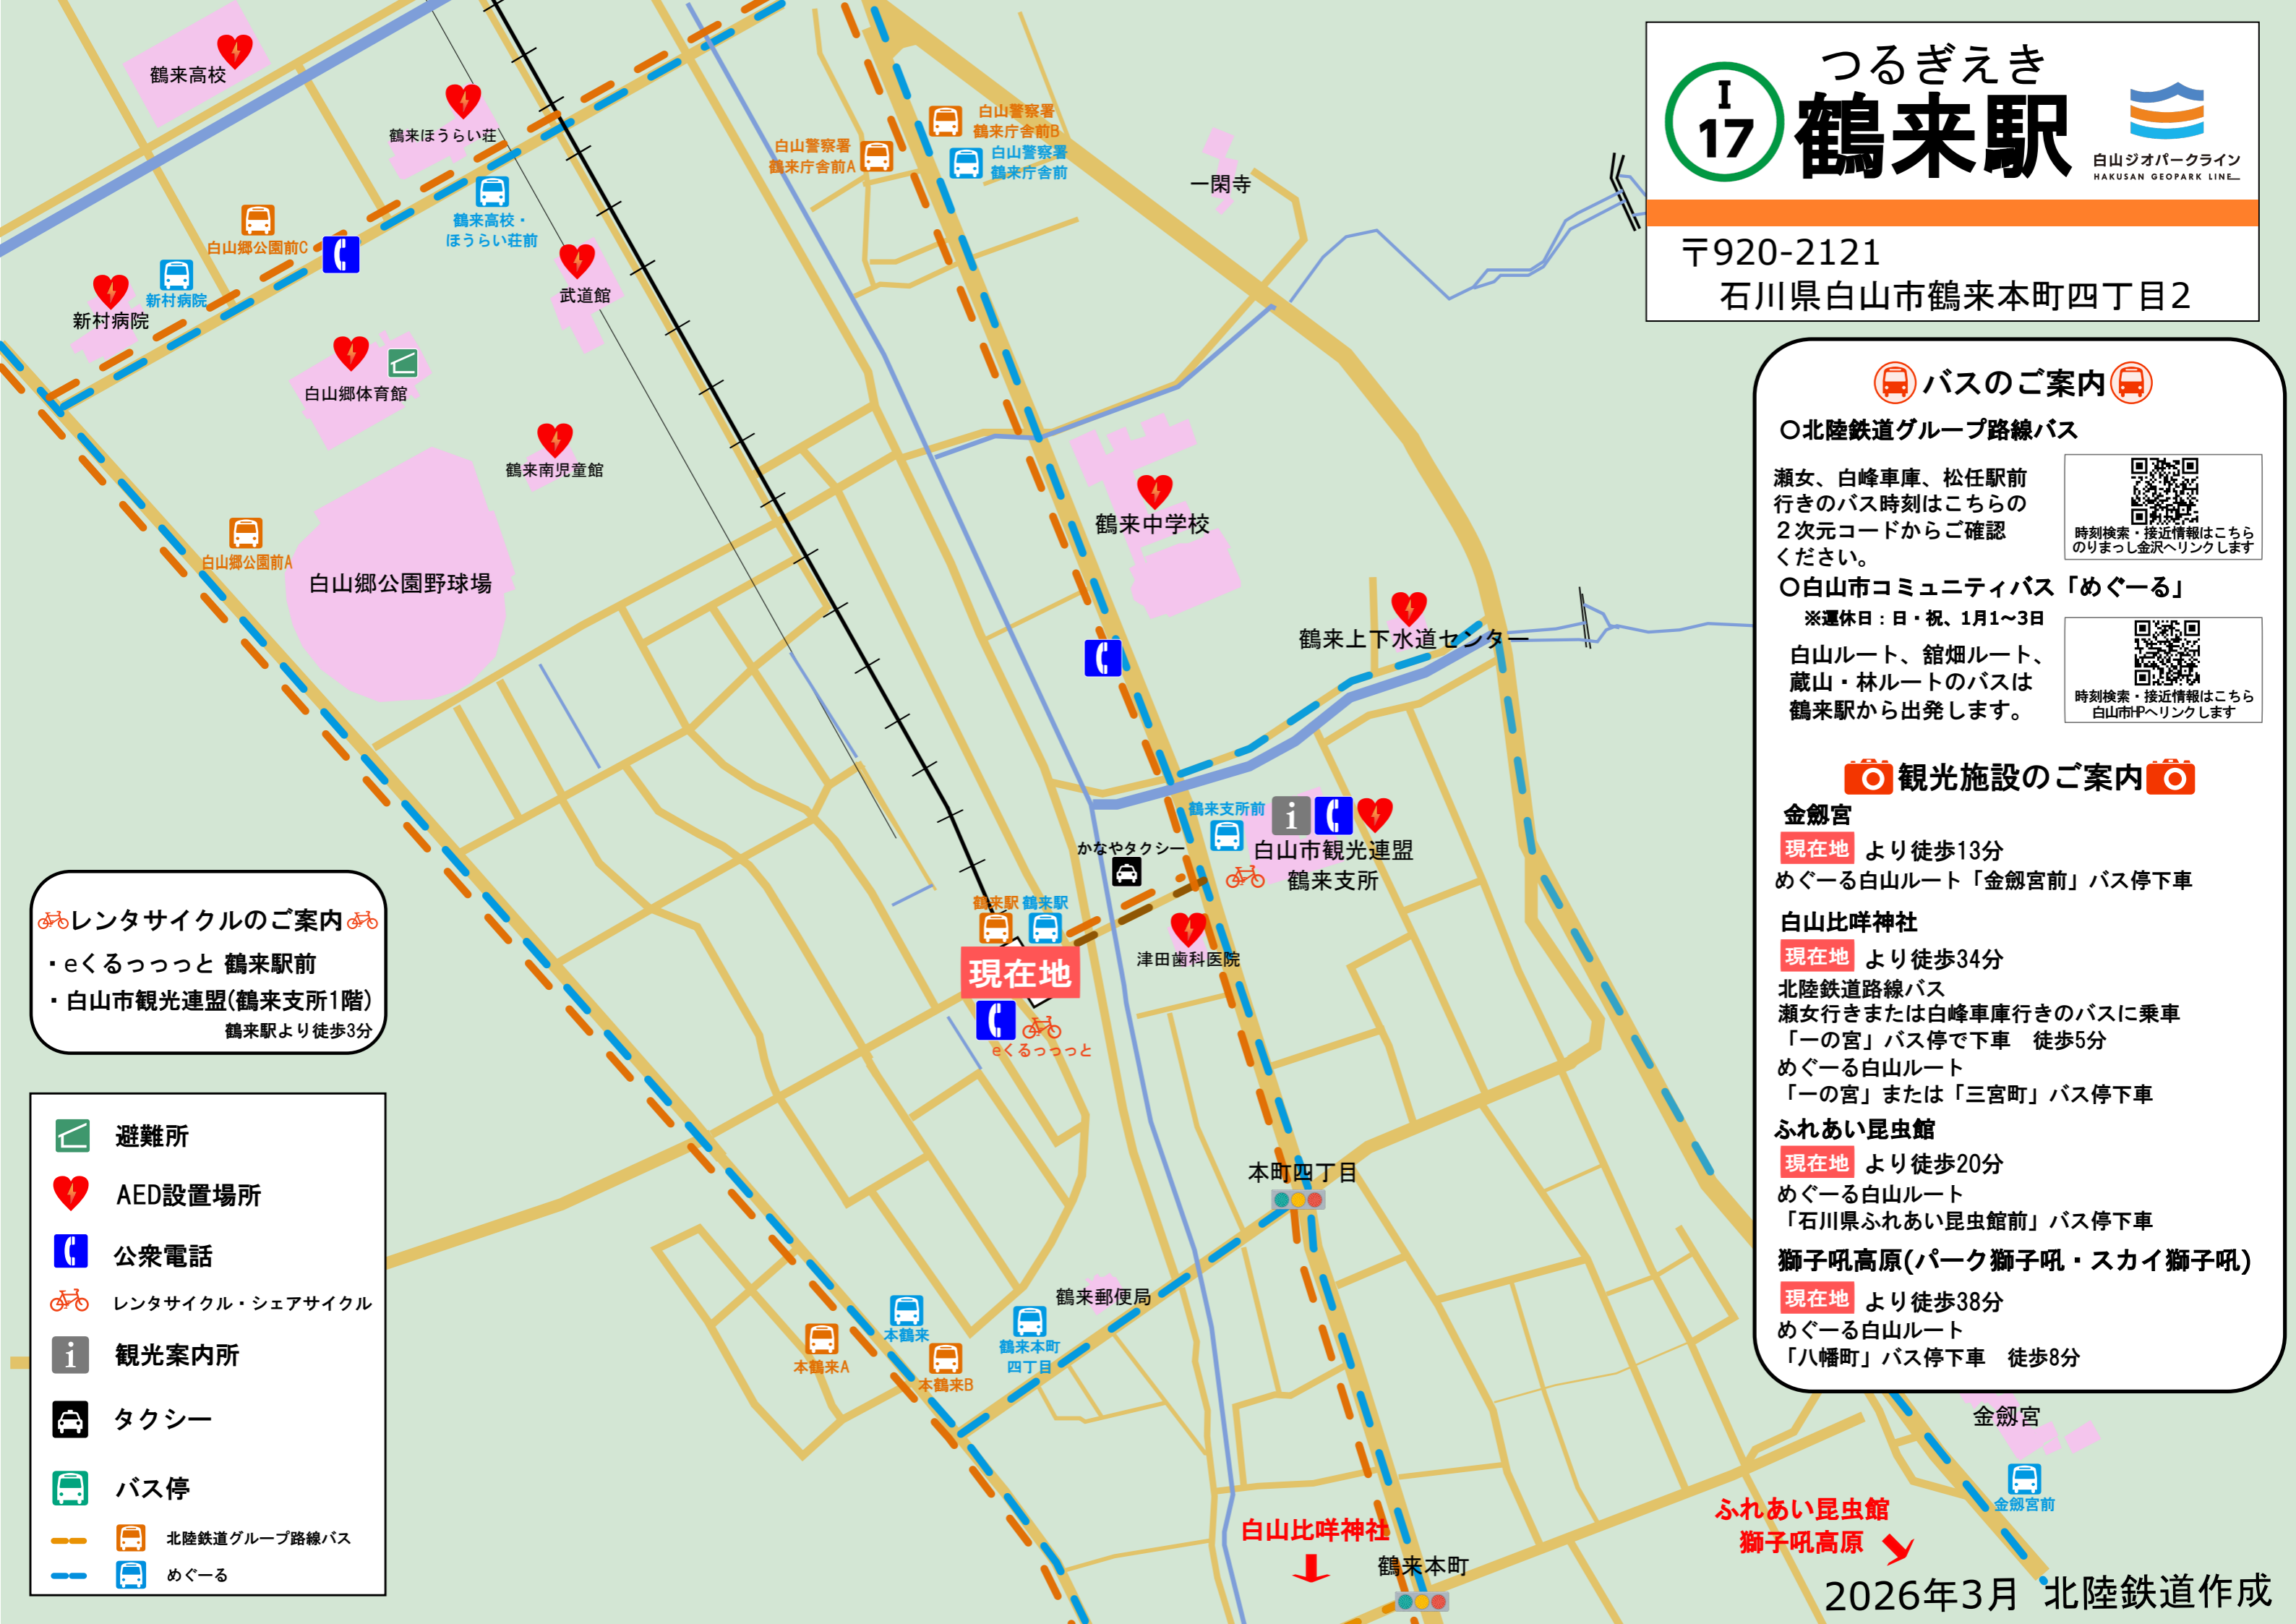 つるぎえき
I
17
鶴来駅
白山ジオパークライン
HAKUSAN GEOPARK LINE
〒920-2121
石川県白山市鶴来本町四丁目2
バスのご案内
〇北陸鉄道グループ路線バス
瀬女、白峰車庫、松任駅前
行きのバス時刻はこちらの
２次元コードからご確認
ください。
時刻検索・接近情報はこちら
のりまっし金沢へリンクします
〇白山市コミュニティバス「めぐーる」
※運休日：日・祝、1月1～3日
白山ルート、舘畑ルート、
蔵山・林ルートのバスは
鶴来駅から出発します。
時刻検索・接近情報はこちら
白山市HPへリンクします
観光施設のご案内
金劔宮
現在地 より徒歩13分
めぐーる白山ルート「金劔宮前」バス停下車
白山比咩神社
現在地 より徒歩34分
北陸鉄道路線バス
瀬女行きまたは白峰車庫行きのバスに乗車
「一の宮」バス停で下車　徒歩5分
めぐーる白山ルート
「一の宮」または「三宮町」バス停下車
ふれあい昆虫館
現在地 より徒歩20分
めぐーる白山ルート
「石川県ふれあい昆虫館前」バス停下車
獅子吼高原(パーク獅子吼・スカイ獅子吼)
現在地 より徒歩38分
めぐーる白山ルート
「八幡町」バス停下車　徒歩8分
鶴来高校
鶴来ほうらい荘
白山警察署
鶴来庁舎前B
白山警察署
鶴来庁舎前A
白山警察署
鶴来庁舎前
一閑寺
鶴来高校・
ほうらい荘前
白山郷公園前C
新村病院
新村病院
武道館
白山郷体育館
鶴来南児童館
白山郷公園前A
白山郷公園野球場
鶴来中学校
鶴来上下水道センター
鶴来支所前
かなやタクシー
白山市観光連盟
鶴来支所
鶴来駅
鶴来駅
現在地
津田歯科医院
eくるっっっと
本町四丁目
鶴来郵便局
鶴来本町
四丁目
本鶴来
本鶴来A
本鶴来B
白山比咩神社
鶴来本町
ふれあい昆虫館
獅子吼高原
金劔宮
金劔宮前
レンタサイクルのご案内
・eくるっっっと 鶴来駅前
・白山市観光連盟(鶴来支所1階)
鶴来駅より徒歩3分
避難所
AED設置場所
公衆電話
レンタサイクル・シェアサイクル
i
観光案内所
タクシー
バス停
北陸鉄道グループ路線バス
めぐーる
2026年3月 北陸鉄道作成